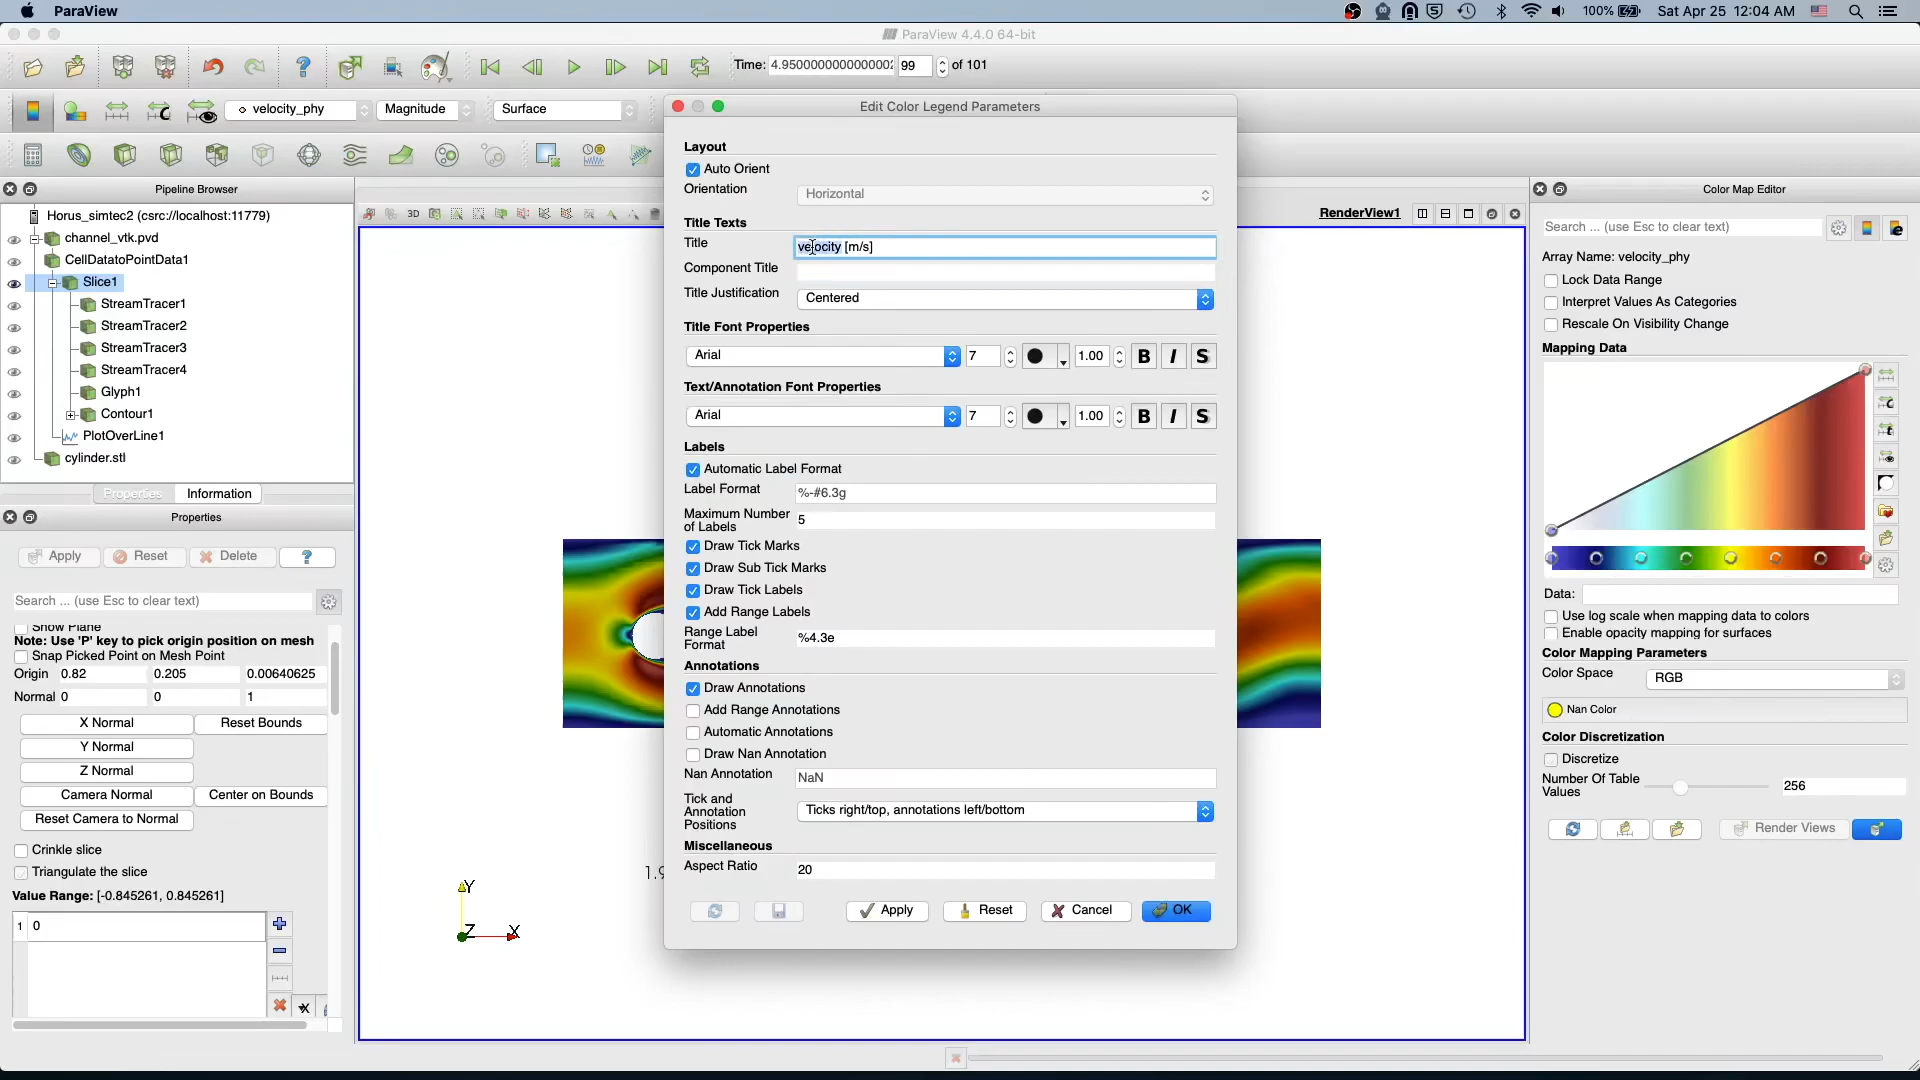 ParaView
100%
Sat Apr 25 12:04 AM
ParaView 4.4.0 64-bit
Time: 4.9500000000000002 99 of 101
velocity_phy Magnitude Surface
Edit Color Legend Parameters
Pipeline Browser
Horus_simtec2 (csrc://localhost:11779)
channel_vtk.pvd
CellDatatoPointData1
Slice1
StreamTracer1
StreamTracer2
StreamTracer3
StreamTracer4
Glyph1
Contour1
PlotOverLine1
cylinder.stl
Properties Information
Properties
Apply Reset Delete ?
Search ... (use Esc to clear text)
Show Plane
Note: Use 'P' key to pick origin position on mesh
Snap Picked Point on Mesh Point
Origin 0.82 0.205 0.00640625
Normal 0 0 1
X Normal Reset Bounds
Y Normal
Z Normal
Camera Normal Center on Bounds
Reset Camera to Normal
Crinkle slice
Triangulate the slice
Value Range: [-0.845261, 0.845261]
1 0
3D
RenderView1
1.9
Y
Z X
Layout
Auto Orient
Orientation Horizontal
Title Texts
Title velocity [m/s]
Component Title
Title Justification Centered
Title Font Properties
Arial 7 1.00 B I S
Text/Annotation Font Properties
Arial 7 1.00 B I S
Labels
Automatic Label Format
Label Format %-#6.3g
Maximum Number
of Labels 5
Draw Tick Marks
Draw Sub Tick Marks
Draw Tick Labels
Add Range Labels
Range Label
Format %4.3e
Annotations
Draw Annotations
Add Range Annotations
Automatic Annotations
Draw Nan Annotation
Nan Annotation NaN
Tick and
Annotation
Positions Ticks right/top, annotations left/bottom
Miscellaneous
Aspect Ratio 20
Apply Reset Cancel OK
Color Map Editor
Search ... (use Esc to clear text)
Array Name: velocity_phy
Lock Data Range
Interpret Values As Categories
Rescale On Visibility Change
Mapping Data
Data:
Use log scale when mapping data to colors
Enable opacity mapping for surfaces
Color Mapping Parameters
Color Space RGB
Nan Color
Color Discretization
Discretize
Number Of Table
Values 256
Render Views